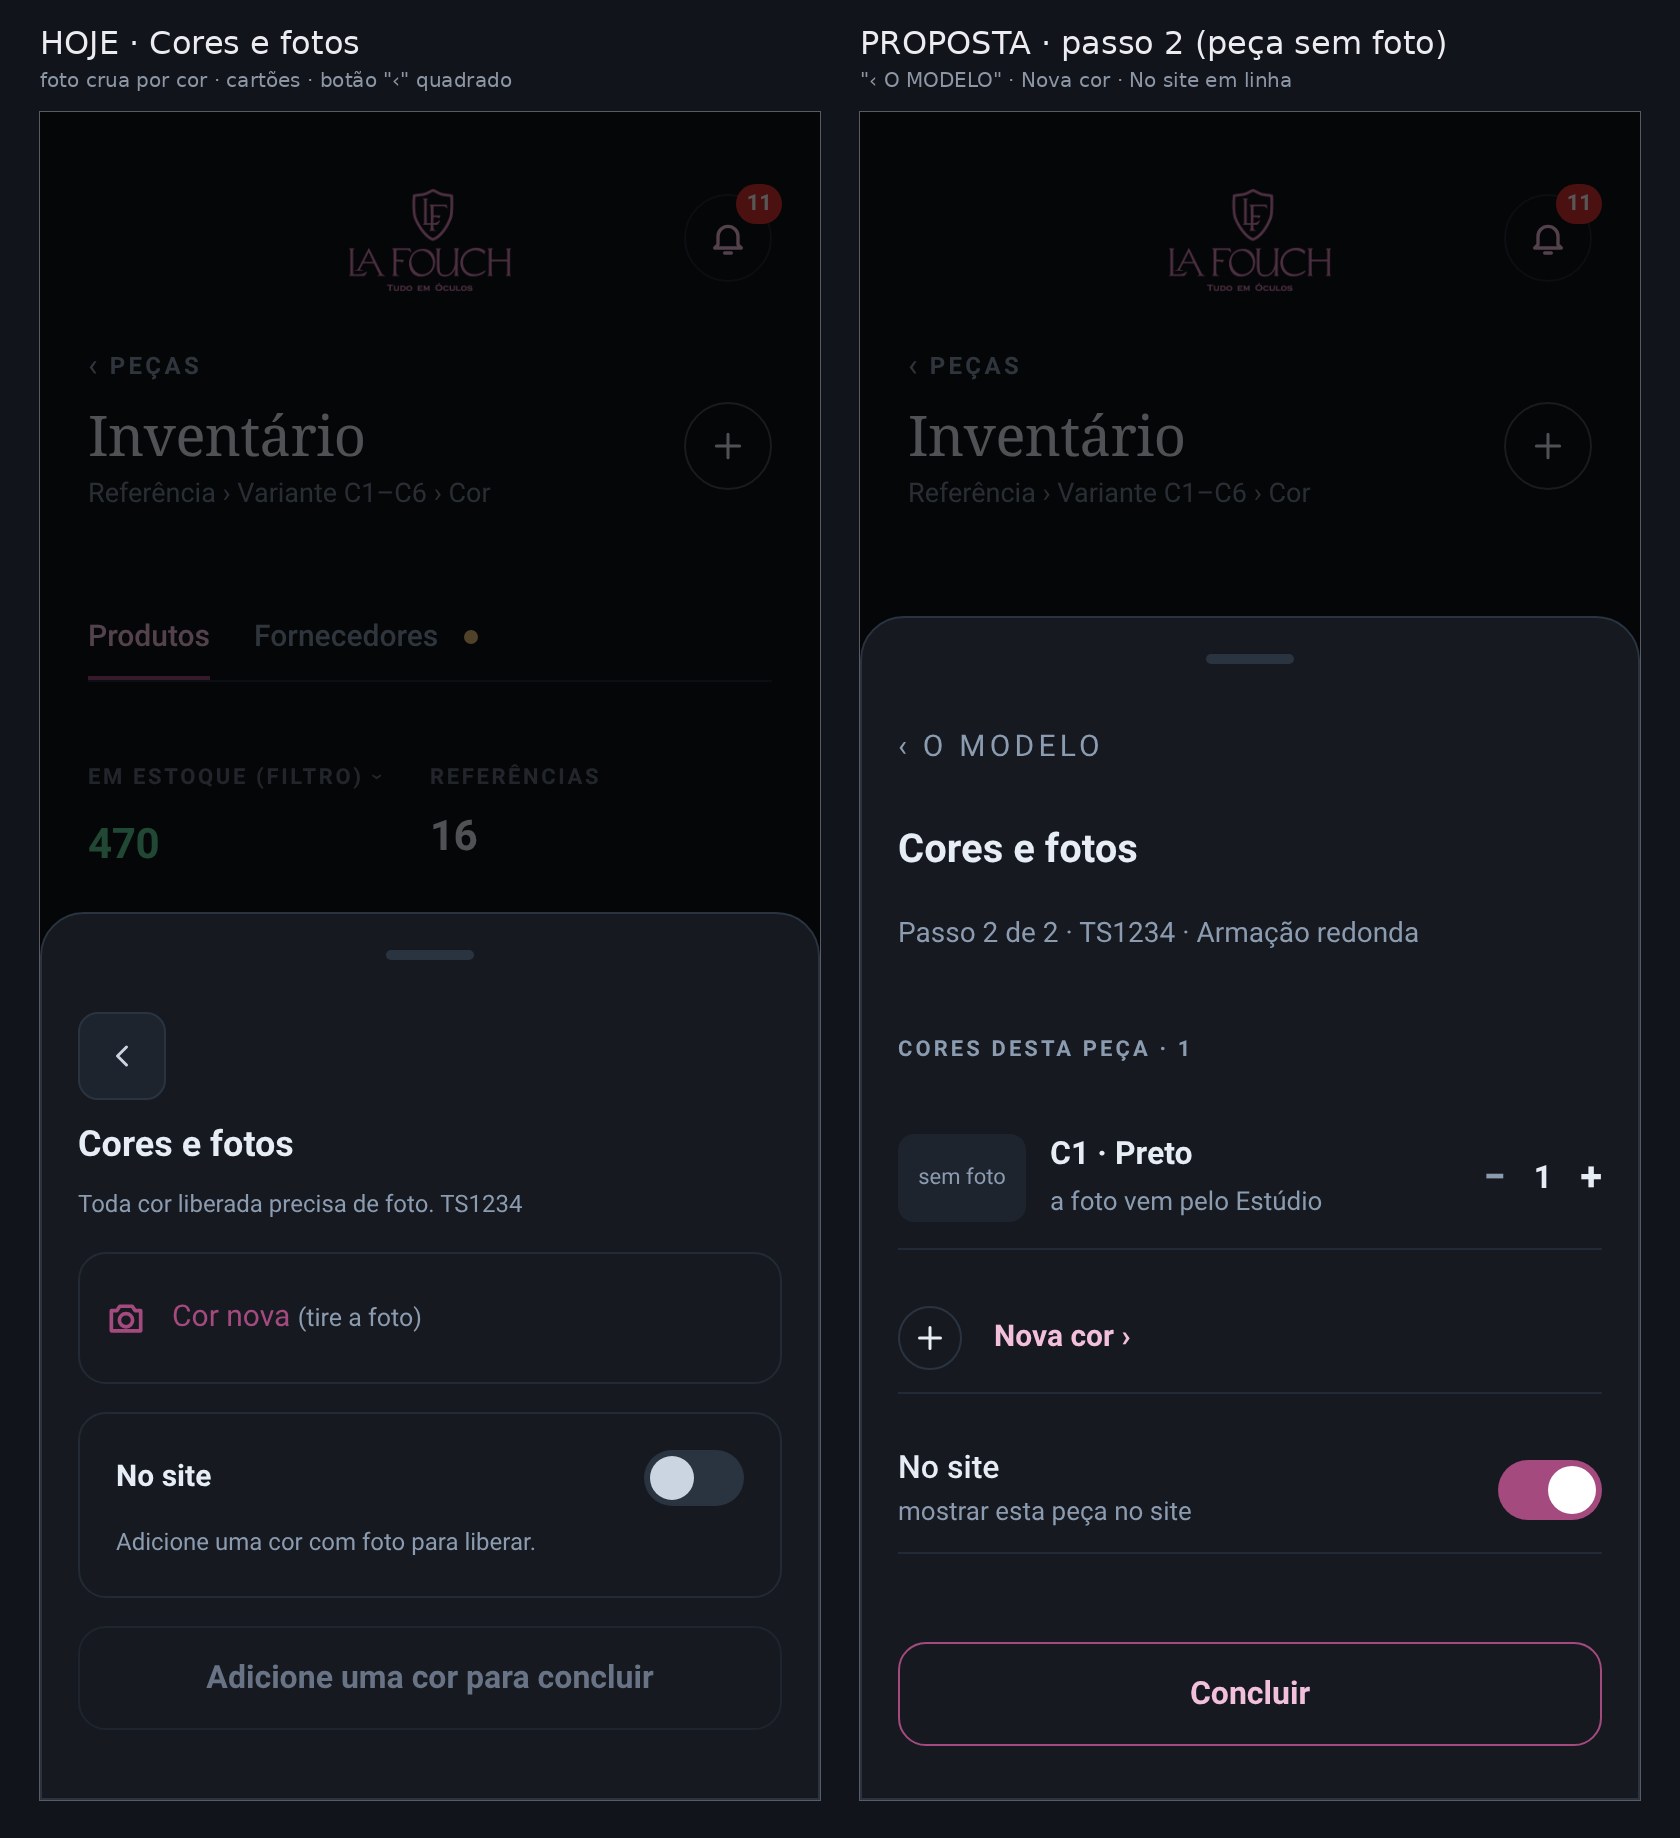 HOJE · Cores e fotos
foto crua por cor · cartões · botão "‹" quadrado
LF
LA FOUCH
TUDO EM ÓCULOS
11
‹ PEÇAS
Inventário
Referência › Variante C1–C6 › Cor
Produtos
Fornecedores
EM ESTOQUE (FILTRO)
REFERÊNCIAS
470
16
Cores e fotos
Toda cor liberada precisa de foto. TS1234
Cor nova (tire a foto)
No site
Adicione uma cor com foto para liberar.
Adicione uma cor para concluir
PROPOSTA · passo 2 (peça sem foto)
"‹ O MODELO" · Nova cor · No site em linha
LF
LA FOUCH
TUDO EM ÓCULOS
11
‹ PEÇAS
Inventário
Referência › Variante C1–C6 › Cor
‹ O MODELO
Cores e fotos
Passo 2 de 2 · TS1234 · Armação redonda
CORES DESTA PEÇA · 1
sem foto
C1 · Preto
a foto vem pelo Estúdio
− 1 +
Nova cor ›
No site
mostrar esta peça no site
Concluir